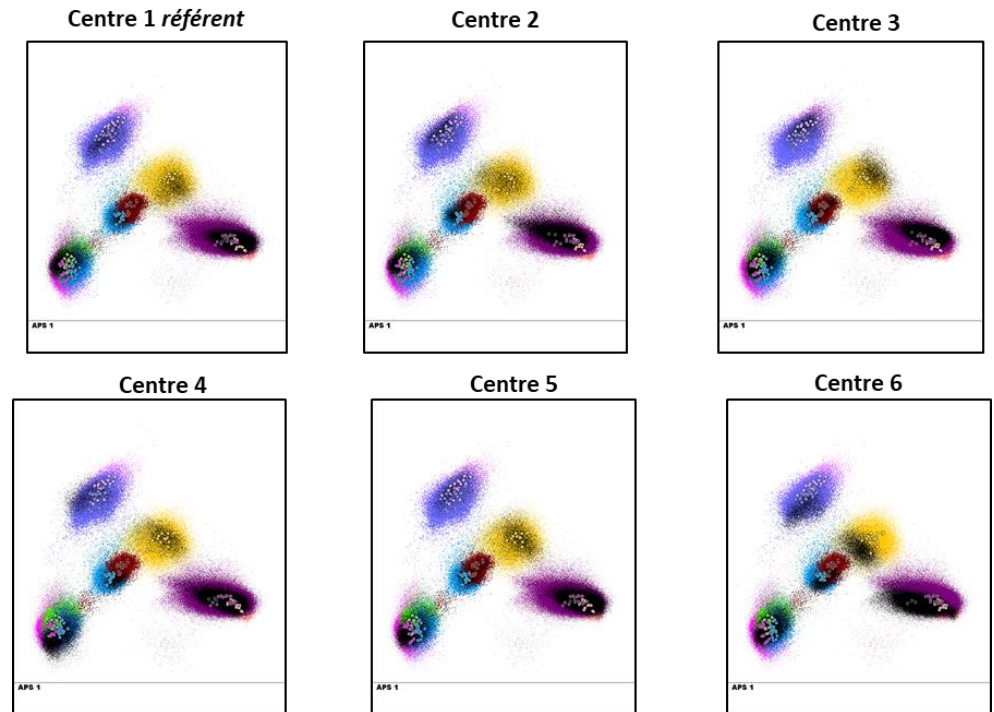 Centre 1 référent
Centre 2
Centre 3
APS 1
APS 1
APS 1
Centre 4
Centre 5
Centre 6
APS 1
APS 1
APS 1